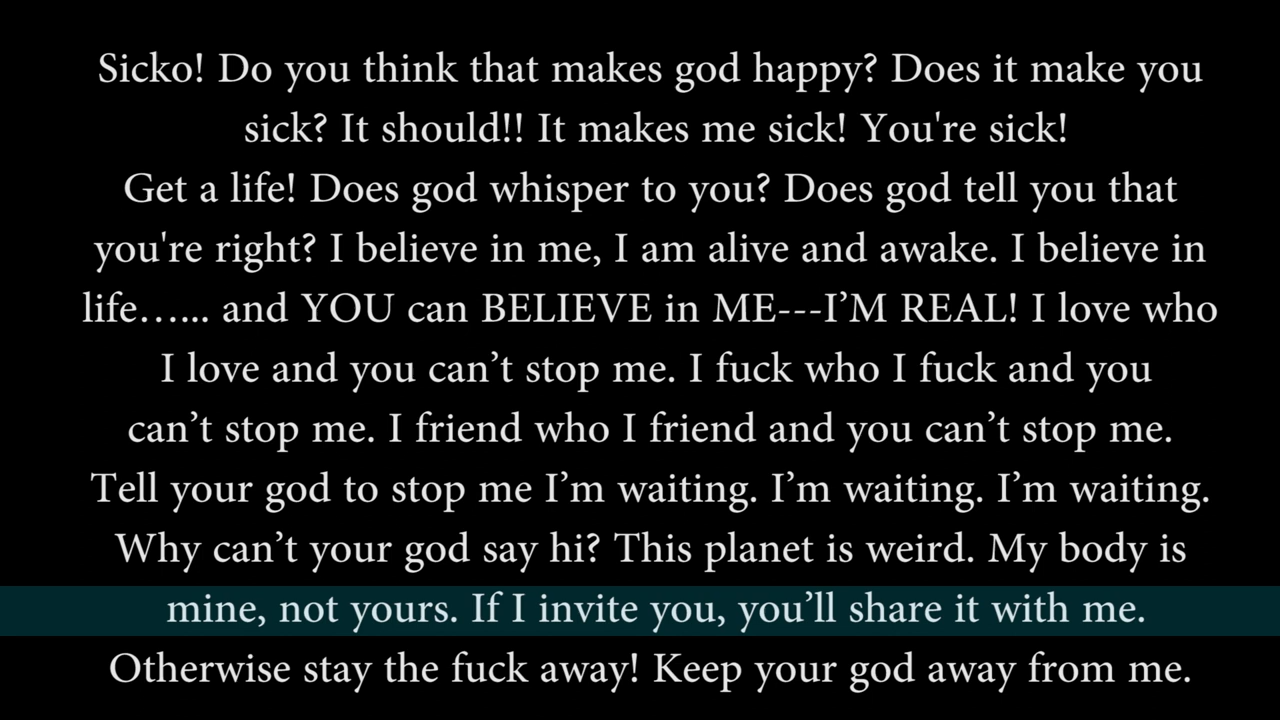 Sicko! Do you think that makes god happy? Does it make you
sick? It should!! It makes me sick! You're sick!
Get a life! Does god whisper to you? Does god tell you that
you're right? I believe in me, I am alive and awake. I believe in
life…... and YOU can BELIEVE in ME---I’M REAL! I love who
I love and you can’t stop me. I fuck who I fuck and you
can’t stop me. I friend who I friend and you can’t stop me.
Tell your god to stop me I’m waiting. I’m waiting. I’m waiting.
Why can’t your god say hi? This planet is weird. My body is
mine, not yours. If I invite you, you’ll share it with me.
Otherwise stay the fuck away! Keep your god away from me.